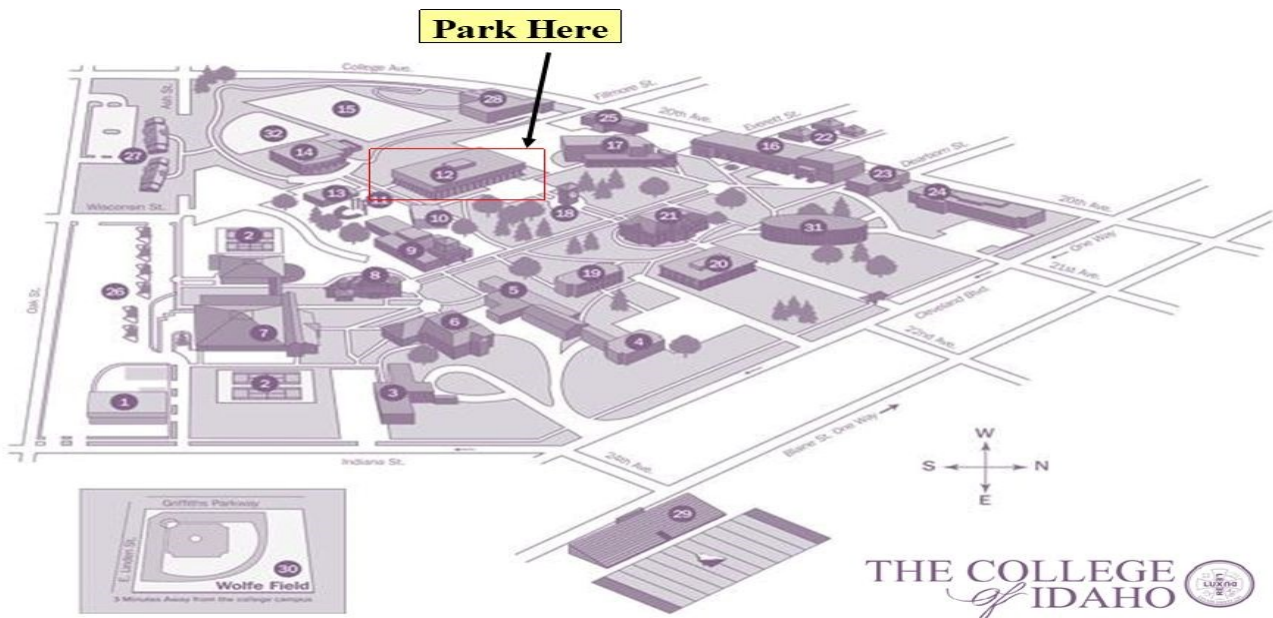 Park Here
College Ave.
Fillmore St.
20th Ave.
Everett St.
Dearborn St.
20th Ave.
One Way
21st Ave.
Cleveland Blvd.
22nd Ave.
Blaine St. One Way
24th Ave.
Indiana St.
Oak St.
Wisconsin St.
Ash St.
28
15
25
32
17
16
22
14
27
12
23
13
11
24
10
18
21
31
2
9
8
19
20
26
5
7
6
4
2
3
1
29
W
S N
E
Griffiths Parkway
E. Linden St.
30
Wolfe Field
3 Minutes Away from the college campus
THE COLLEGE
of IDAHO